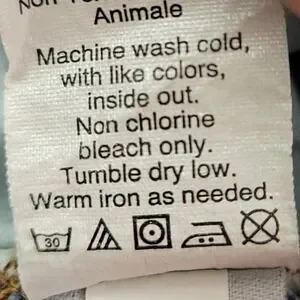 Animale
Machine wash cold,
with like colors,
inside out.
Non chlorine
bleach only.
Tumble dry low.
Warm iron as needed.
30